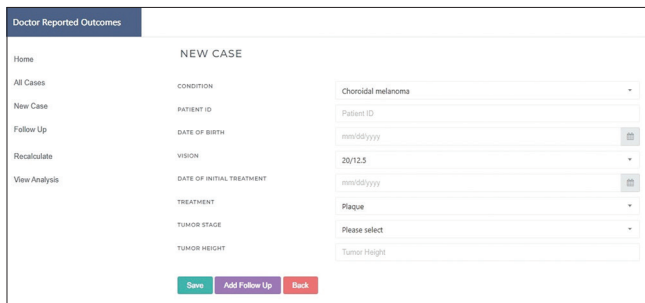 Doctor Reported Outcomes
Home
All Cases
New Case
Follow Up
Recalculate
View Analysis
NEW CASE
CONDITION Choroidal melanoma
PATIENT ID Patient ID
DATE OF BIRTH mm/dd/yyyy
VISION 20/12.5
DATE OF INITIAL TREATMENT mm/dd/yyyy
TREATMENT Plaque
TUMOR STAGE Please select
TUMOR HEIGHT Tumor Height
Save Add Follow Up Back